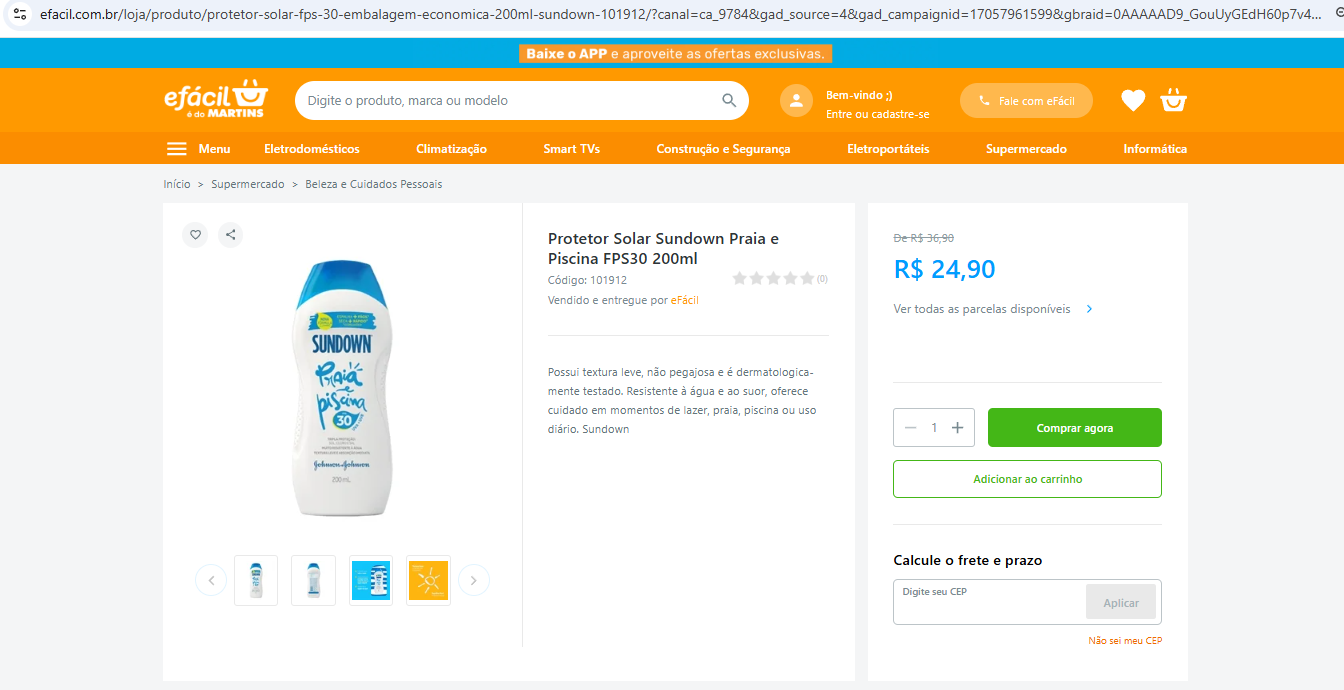 efacil.com.br/loja/produto/protetor-solar-fps-30-embalagem-economica-200ml-sundown-101912/?canal=ca_9784&gad_source=4&gad_campaignid=17057961599&gbraid=0AAAAAD9_GouUyGEdH60p7v4...
Baixe o APP e aproveite as ofertas exclusivas.
efácil
é do MARTINS
Digite o produto, marca ou modelo
Bem-vindo ;)
Entre ou cadastre-se
Fale com eFácil
Menu Eletrodomésticos Climatização Smart TVs Construção e Segurança Eletroportáteis Supermercado Informática
Início > Supermercado > Beleza e Cuidados Pessoais
SUNDOWN
Praia
e
piscina
30
Johnson & Johnson
200 mL
Protetor Solar Sundown Praia e
Piscina FPS30 200ml
Código: 101912 (0)
Vendido e entregue por eFácil
Possui textura leve, não pegajosa e é dermatologica-
mente testado. Resistente à água e ao suor, oferece
cuidado em momentos de lazer, praia, piscina ou uso
diário. Sundown
De R$ 36,90
R$ 24,90
Ver todas as parcelas disponíveis
1
Comprar agora
Adicionar ao carrinho
Calcule o frete e prazo
Digite seu CEP
Aplicar
Não sei meu CEP